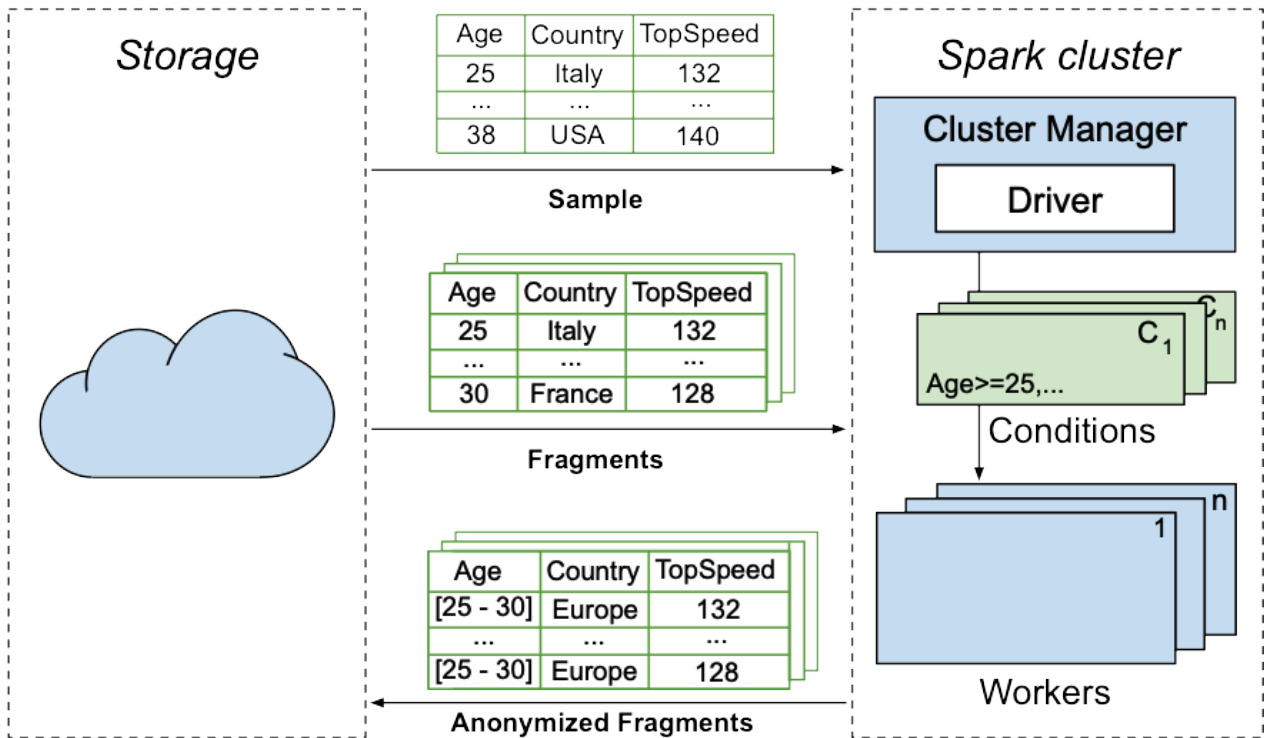 Storage
Age Country TopSpeed
25 Italy 132
... ... ...
38 USA 140
Sample
Age Country TopSpeed
25 Italy 132
... ... ...
30 France 128
Fragments
Age Country TopSpeed
[25 - 30] Europe 132
... ... ...
[25 - 30] Europe 128
Anonymized Fragments
Spark cluster
Cluster Manager
Driver
Cn
C1
Age>=25,...
Conditions
n
1
Workers